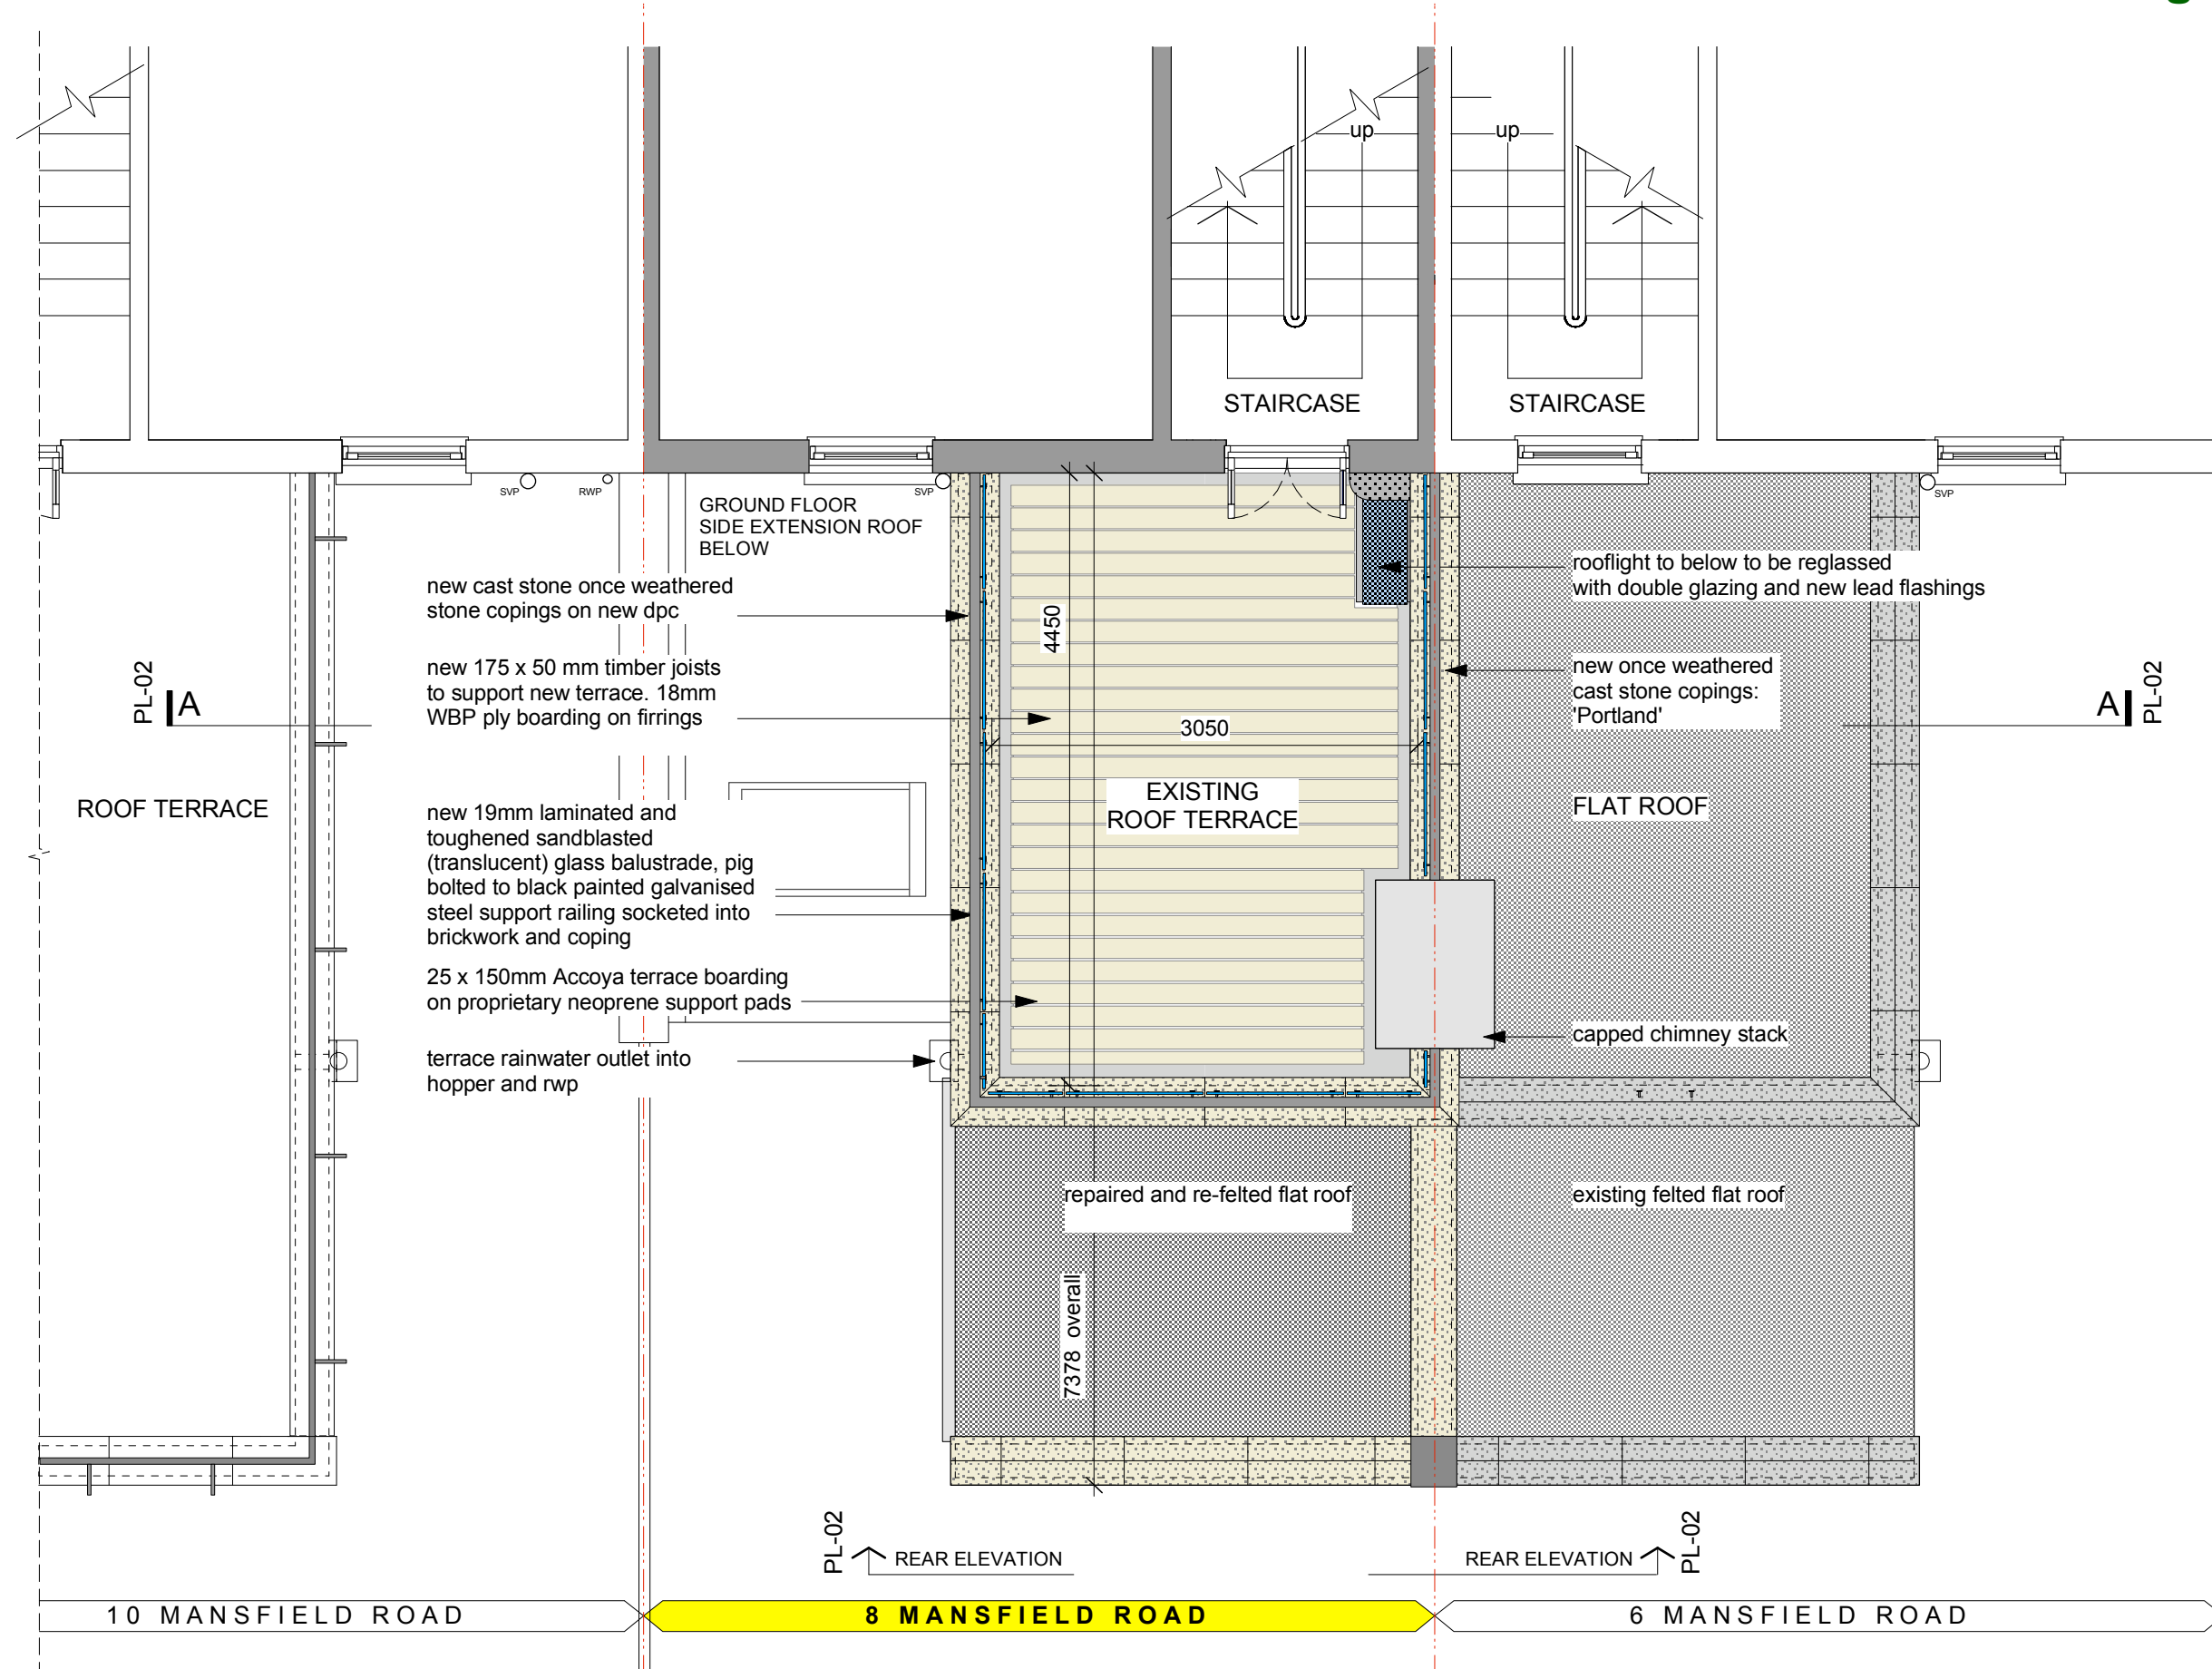 up
up
STAIRCASE
STAIRCASE
SVP
RWP
SVP
SVP
GROUND FLOOR
SIDE EXTENSION ROOF
BELOW
new cast stone once weathered
stone copings on new dpc
new 175 x 50 mm timber joists
to support new terrace. 18mm
WBP ply boarding on firrings
new 19mm laminated and
toughened sandblasted
(translucent) glass balustrade, pig
bolted to black painted galvanised
steel support railing socketed into
brickwork and coping
25 x 150mm Accoya terrace boarding
on proprietary neoprene support pads
terrace rainwater outlet into
hopper and rwp
PL-02
A
ROOF TERRACE
4450
3050
EXISTING
ROOF TERRACE
rooflight to below to be reglassed
with double glazing and new lead flashings
new once weathered
cast stone copings:
'Portland'
A
PL-02
FLAT ROOF
capped chimney stack
repaired and re-felted flat roof
existing felted flat roof
7378 overall
PL-02
REAR ELEVATION
REAR ELEVATION
PL-02
10 MANSFIELD ROAD
8 MANSFIELD ROAD
6 MANSFIELD ROAD